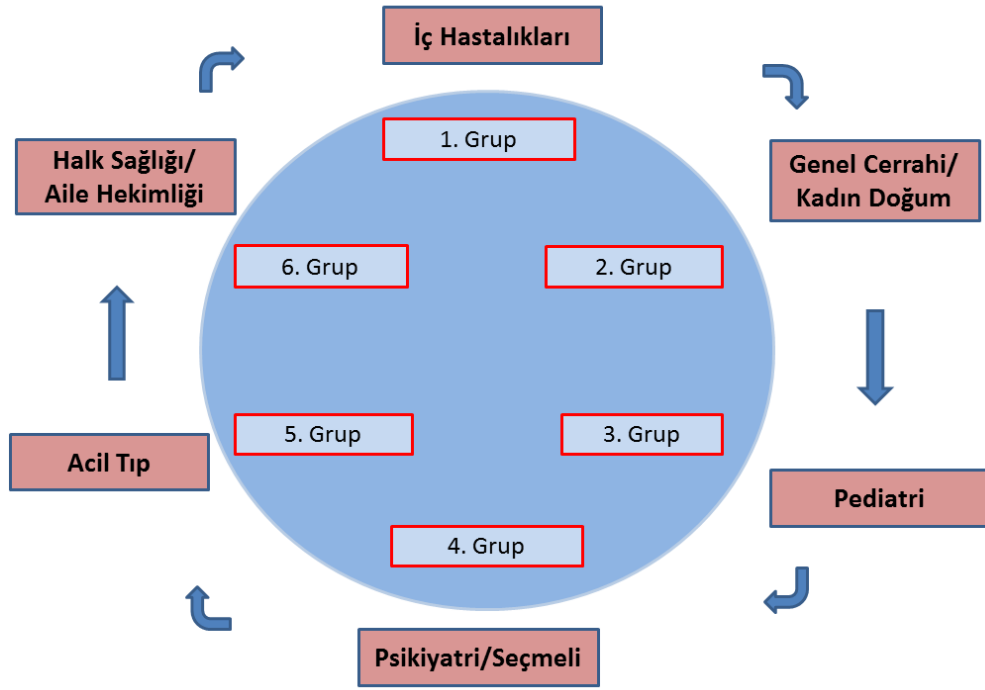 İç Hastalıkları
1. Grup
Halk Sağlığı/
Aile Hekimliği
Genel Cerrahi/
Kadın Doğum
6. Grup
2. Grup
5. Grup
3. Grup
Acil Tıp
Pediatri
4. Grup
Psikiyatri/Seçmeli